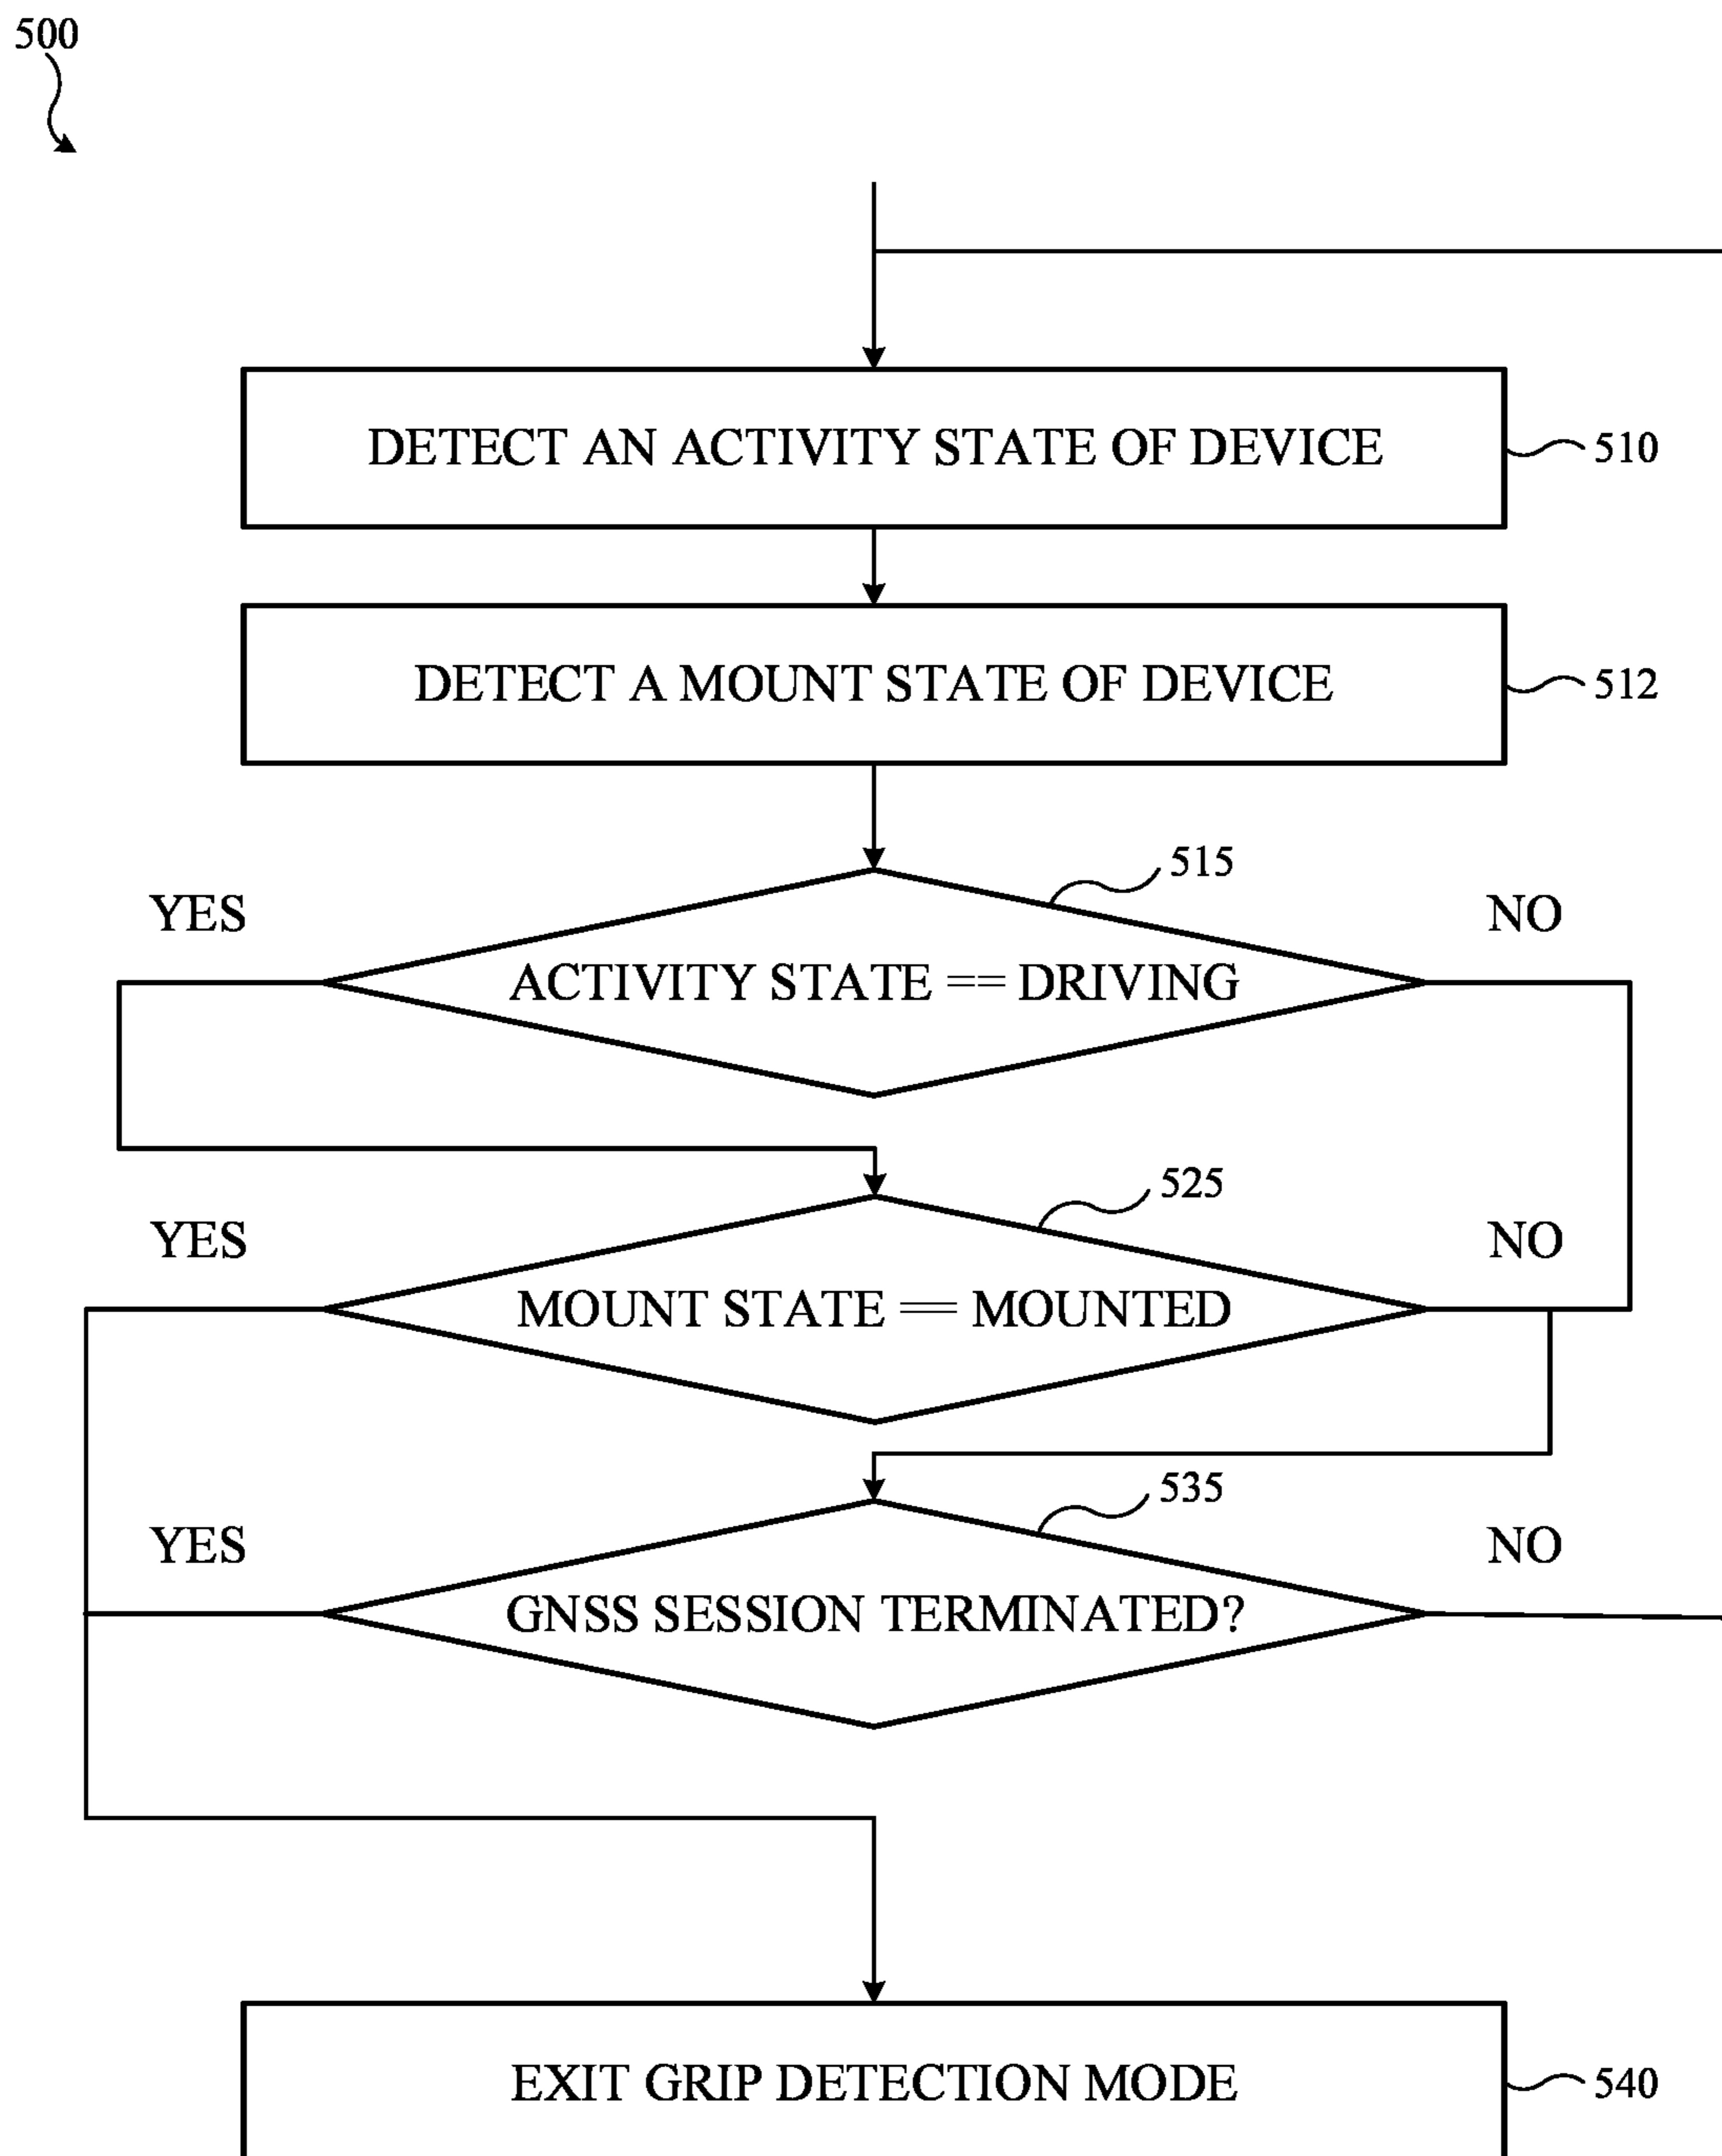 500
DETECT AN ACTIVITY STATE OF DEVICE
510
DETECT A MOUNT STATE OF DEVICE
512
515
YES
NO
ACTIVITY STATE == DRIVING
525
YES
NO
MOUNT STATE == MOUNTED
535
YES
NO
GNSS SESSION TERMINATED?
EXIT GRIP DETECTION MODE
540